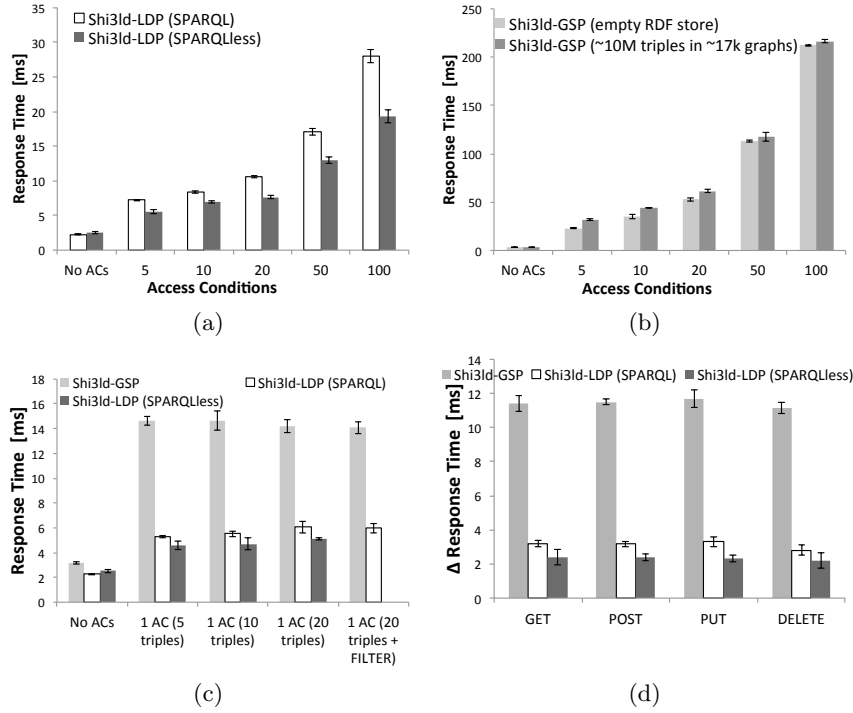 Shi3ld-LDP (SPARQL)
Shi3ld-LDP (SPARQLless)
Response Time [ms]
35
30
25
20
15
10
5
0
No ACs 5 10 20 50 100
Access Conditions
(a)
Shi3ld-GSP (empty RDF store)
Shi3ld-GSP (~10M triples in ~17k graphs)
Response Time [ms]
200
150
100
50
0
No ACs 5 10 20 50 100
Access Conditions
(b)
Shi3ld-GSP Shi3ld-LDP (SPARQL)
Shi3ld-LDP (SPARQLless)
Response Time [ms]
18
16
14
12
10
8
6
4
2
0
No ACs 1 AC (5 1 AC (10 1 AC (20 1 AC (20
triples) triples) triples) triples +
FILTER)
(c)
14
Shi3ld-GSP Shi3ld-LDP (SPARQL) Shi3ld-LDP (SPARQLless)
Δ Response Time [ms]
12
10
8
6
4
2
0
GET POST PUT DELETE
(d)